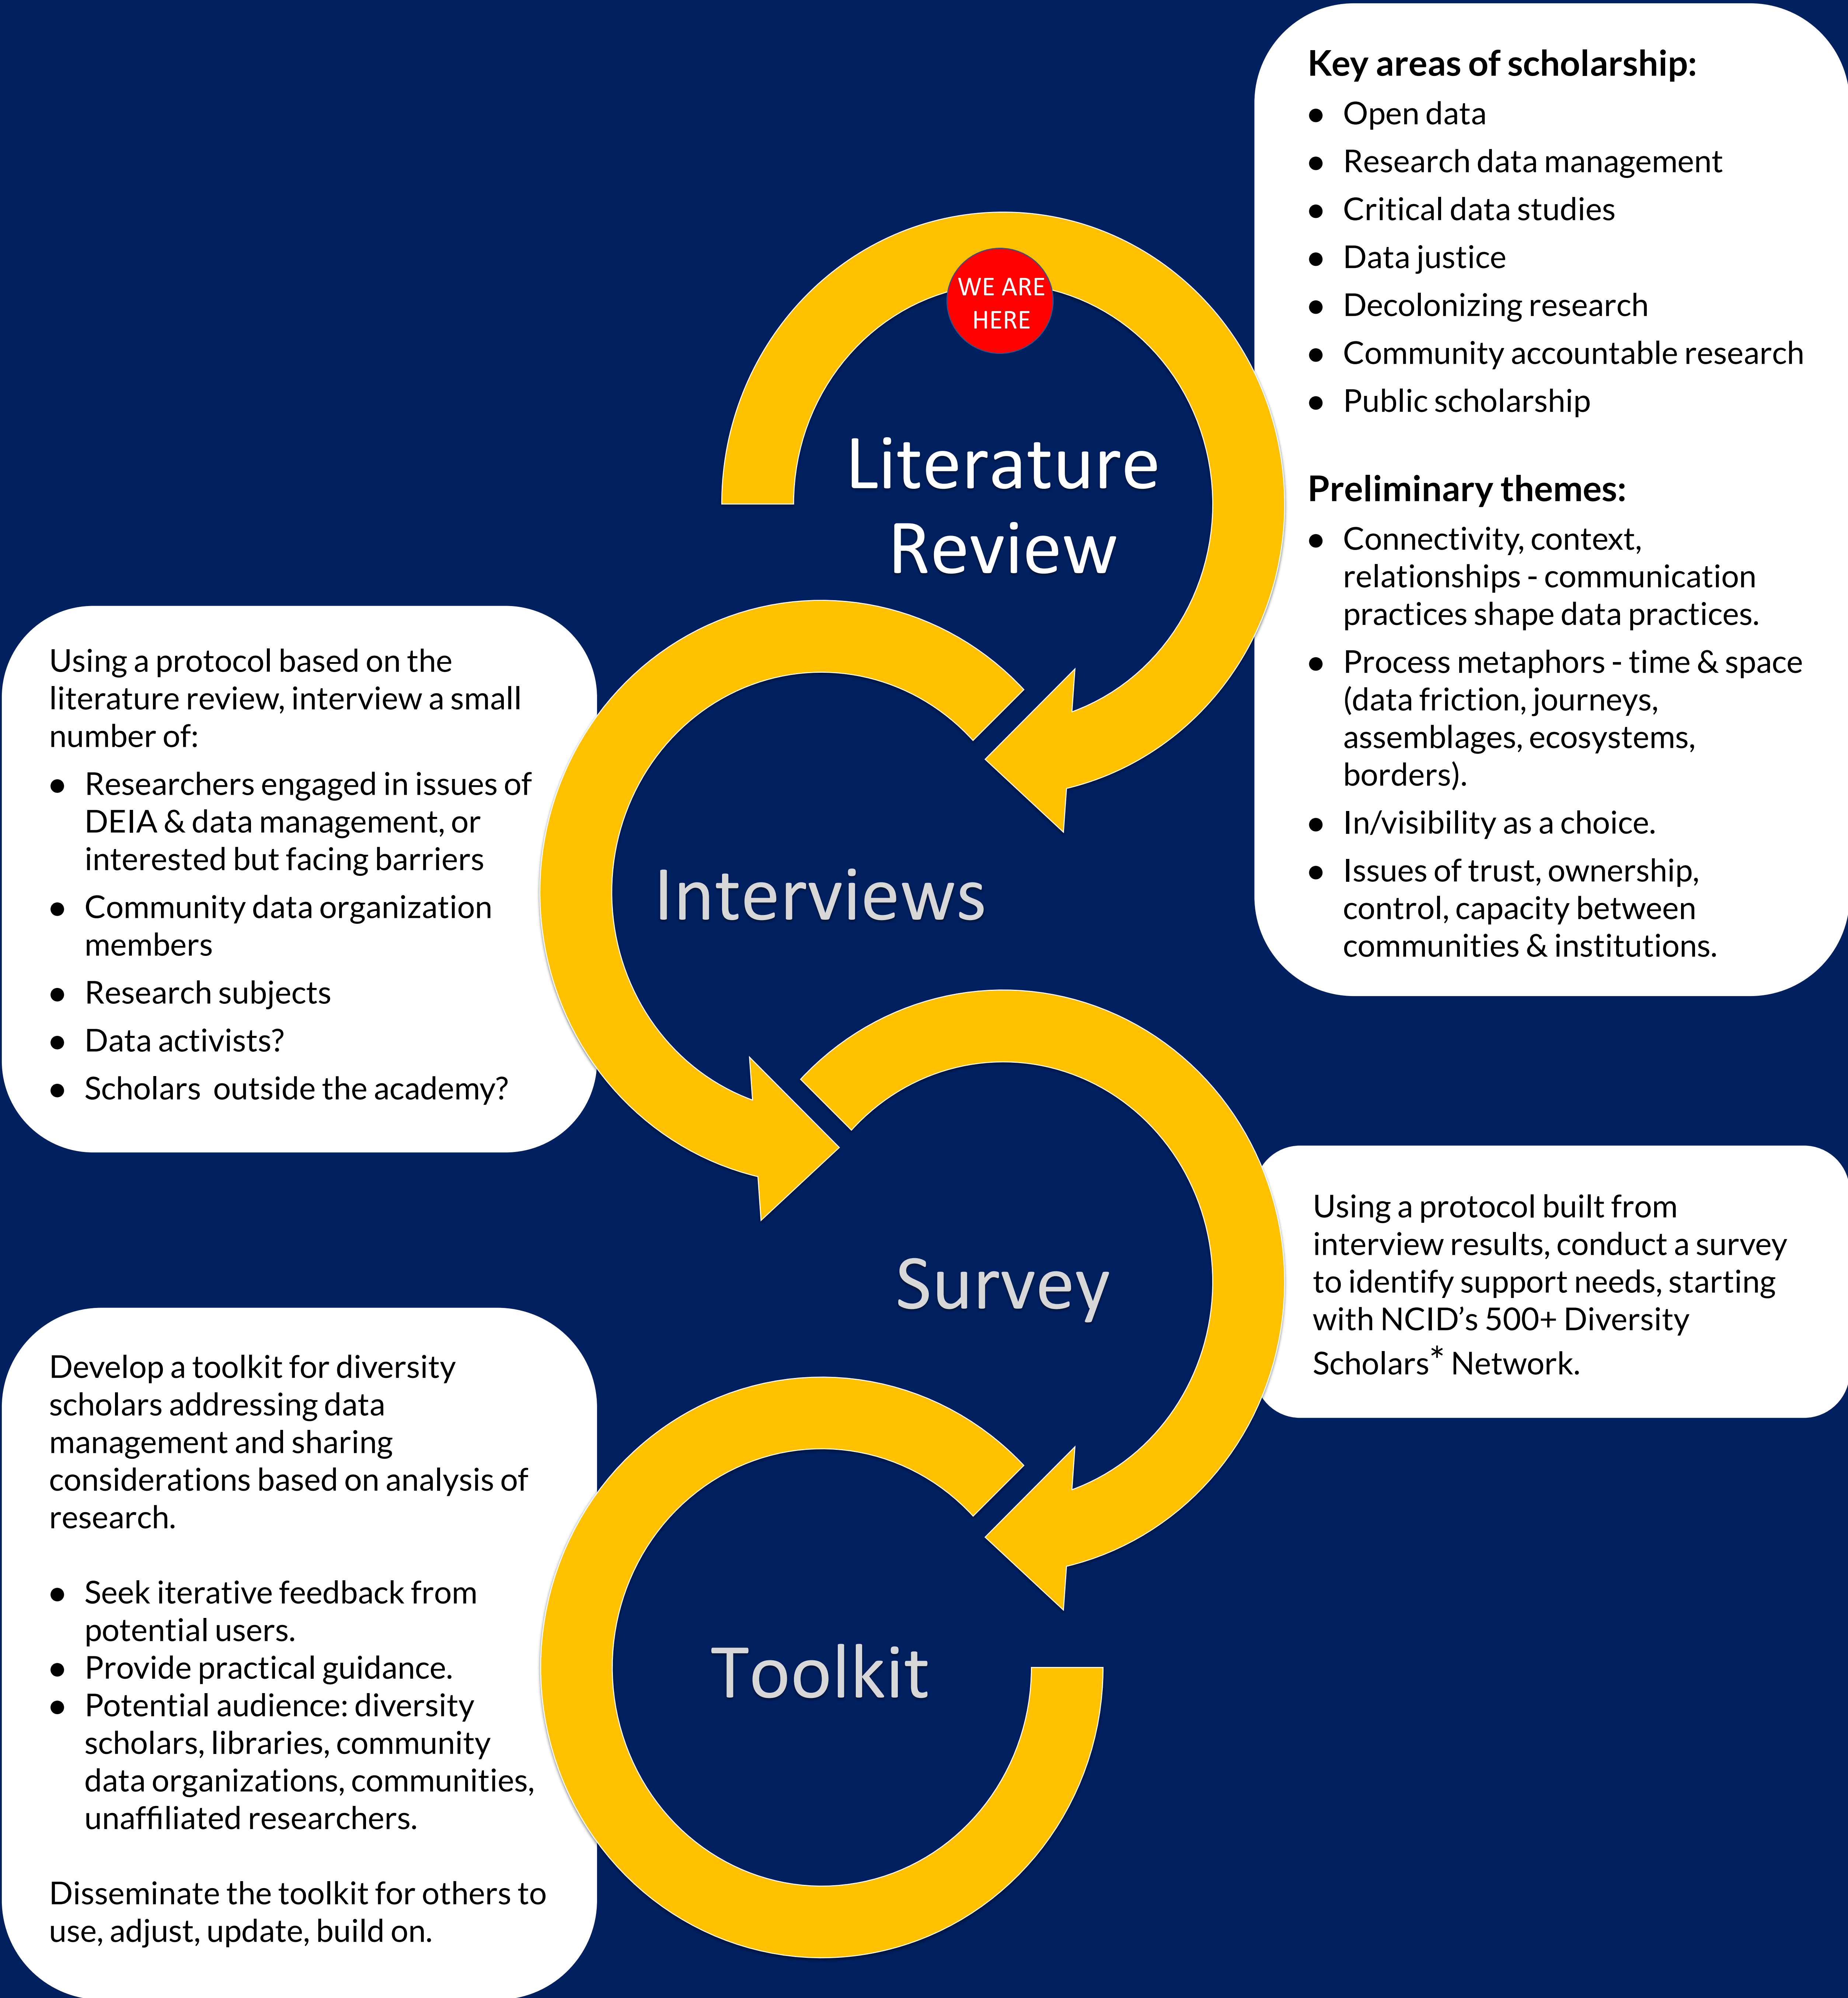 WE ARE
HERE
Literature
Review
Key areas of scholarship:
● Open data
● Research data management
● Critical data studies
● Data justice
● Decolonizing research
● Community accountable research
● Public scholarship
Preliminary themes:
● Connectivity, context,
relationships - communication
practices shape data practices.
● Process metaphors - time & space
(data friction, journeys,
assemblages, ecosystems,
borders).
● In/visibility as a choice.
● Issues of trust, ownership,
control, capacity between
communities & institutions.
Interviews
Using a protocol based on the
literature review, interview a small
number of:
● Researchers engaged in issues of
DEIA & data management, or
interested but facing barriers
● Community data organization
members
● Research subjects
● Data activists?
● Scholars  outside the academy?
Survey
Using a protocol built from
interview results, conduct a survey
to identify support needs, starting
with NCID’s 500+ Diversity
Scholars* Network.
Toolkit
Develop a toolkit for diversity
scholars addressing data
management and sharing
considerations based on analysis of
research.
● Seek iterative feedback from
potential users.
● Provide practical guidance.
● Potential audience: diversity
scholars, libraries, community
data organizations, communities,
unaffiliated researchers.
Disseminate the toolkit for others to
use, adjust, update, build on.